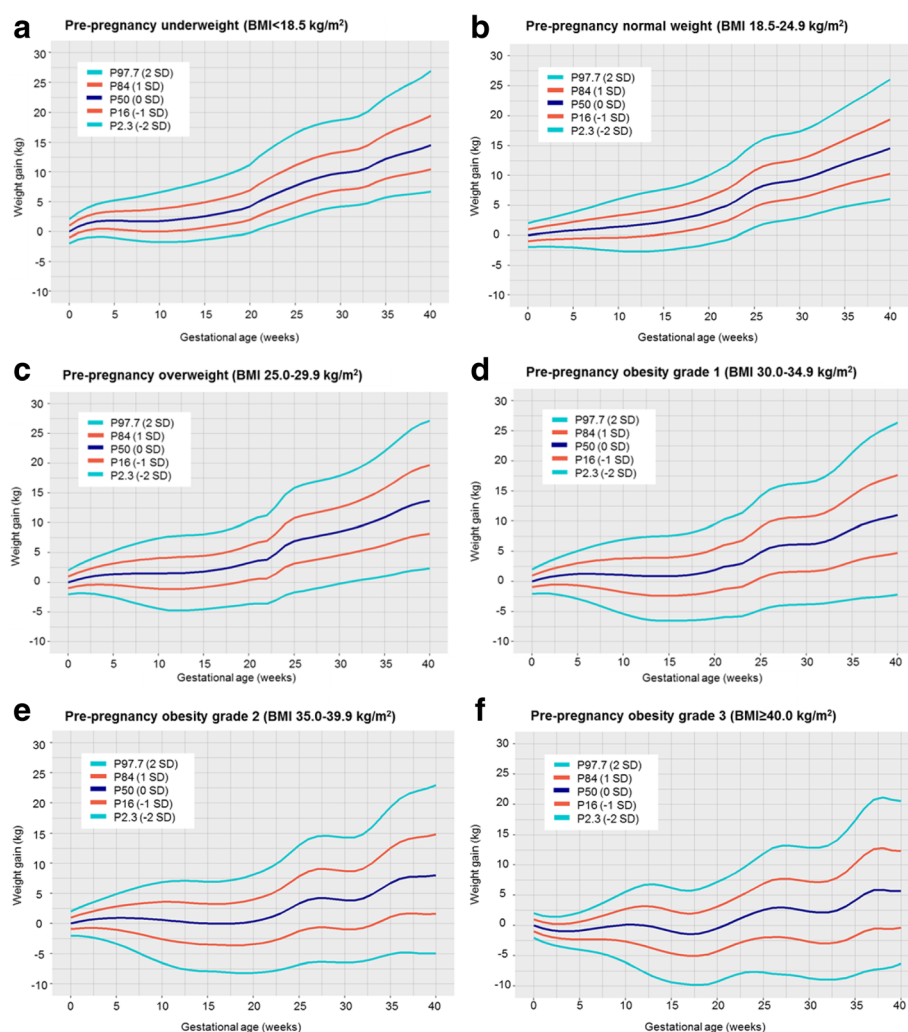 a
Pre-pregnancy underweight (BMI<18.5 kg/m²)
30
25
20
15
10
5
0
-5
-10
Weight gain (kg)
P97.7 (2 SD)
P84 (1 SD)
P50 (0 SD)
P16 (-1 SD)
P2.3 (-2 SD)
0 5 10 15 20 25 30 35 40
Gestational age (weeks)
b
Pre-pregnancy normal weight (BMI 18.5-24.9 kg/m²)
30
25
20
15
10
5
0
-5
-10
Weight gain (kg)
P97.7 (2 SD)
P84 (1 SD)
P50 (0 SD)
P16 (-1 SD)
P2.3 (-2 SD)
0 5 10 15 20 25 30 35 40
Gestational age (weeks)
c
Pre-pregnancy overweight (BMI 25.0-29.9 kg/m²)
30
25
20
15
10
5
0
-5
-10
Weight gain (kg)
P97.7 (2 SD)
P84 (1 SD)
P50 (0 SD)
P16 (-1 SD)
P2.3 (-2 SD)
0 5 10 15 20 25 30 35 40
Gestational age (weeks)
d
Pre-pregnancy obesity grade 1 (BMI 30.0-34.9 kg/m²)
30
25
20
15
10
5
0
-5
-10
Weight gain (kg)
P97.7 (2 SD)
P84 (1 SD)
P50 (0 SD)
P16 (-1 SD)
P2.3 (-2 SD)
0 5 10 15 20 25 30 35 40
Gestational age (weeks)
e
Pre-pregnancy obesity grade 2 (BMI 35.0-39.9 kg/m²)
30
25
20
15
10
5
0
-5
-10
Weight gain (kg)
P97.7 (2 SD)
P84 (1 SD)
P50 (0 SD)
P16 (-1 SD)
P2.3 (-2 SD)
0 5 10 15 20 25 30 35 40
Gestational age (weeks)
f
Pre-pregnancy obesity grade 3 (BMI≥40.0 kg/m²)
30
25
20
15
10
5
0
-5
-10
Weight gain (kg)
P97.7 (2 SD)
P84 (1 SD)
P50 (0 SD)
P16 (-1 SD)
P2.3 (-2 SD)
0 5 10 15 20 25 30 35 40
Gestational age (weeks)